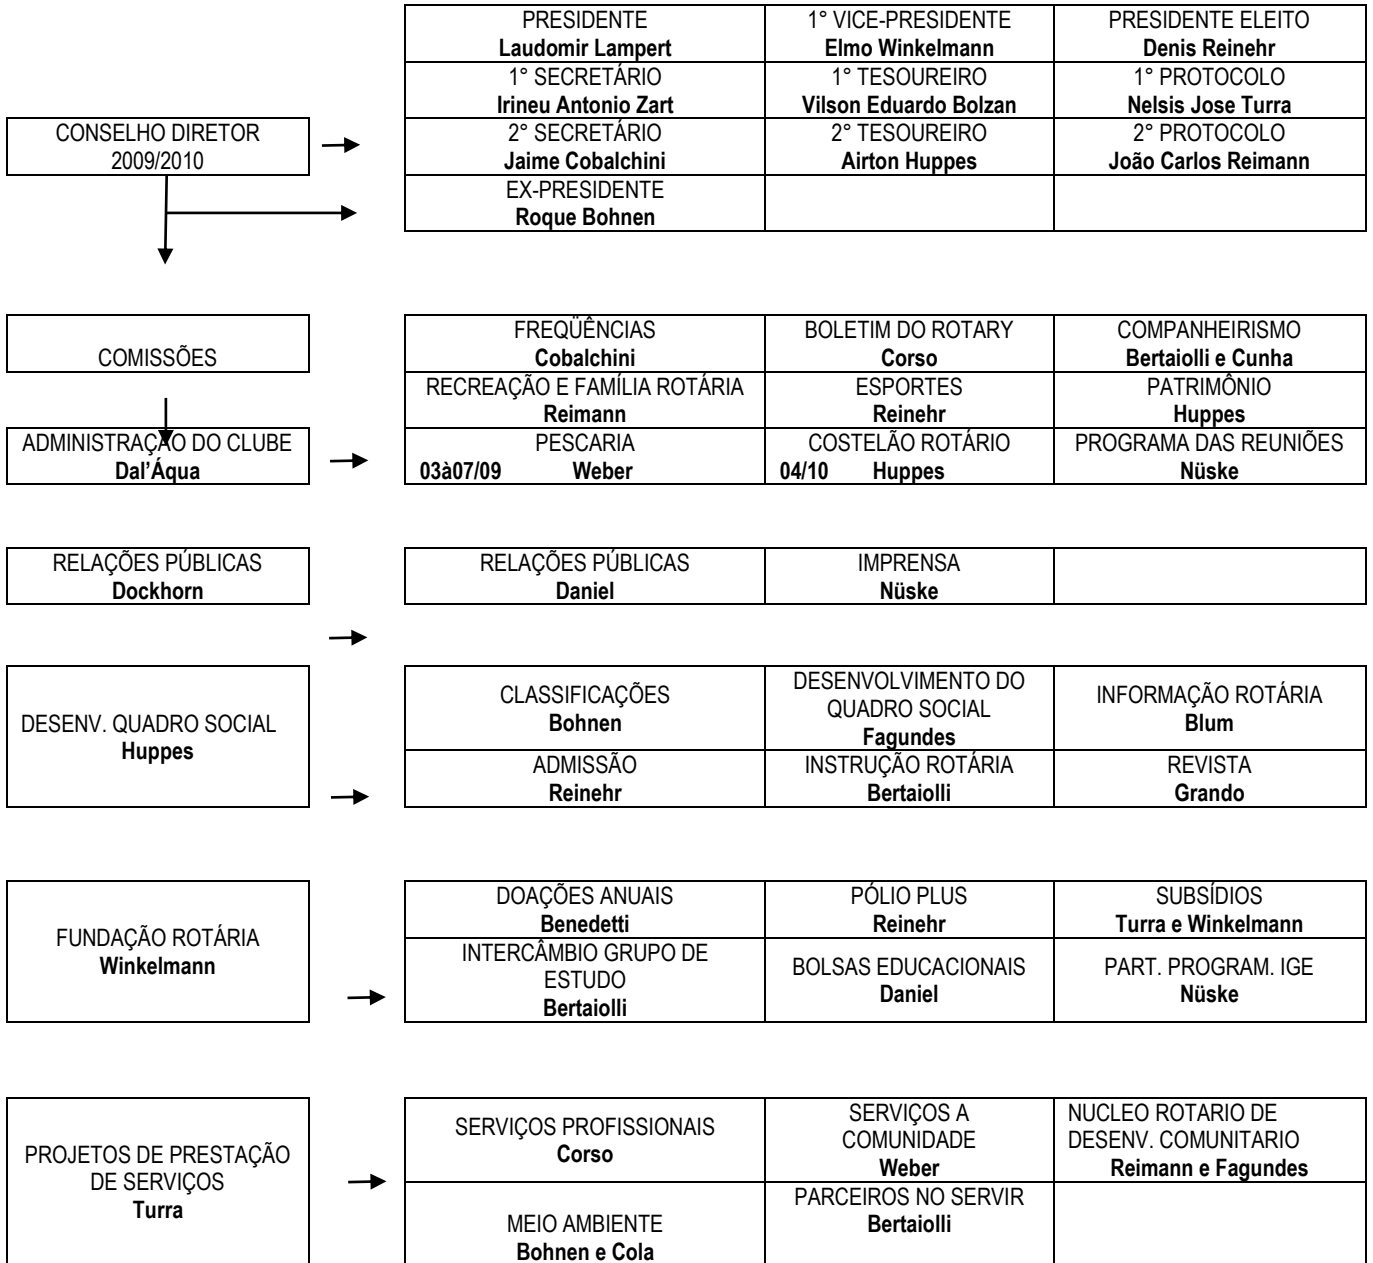 PRESIDENTE
Laudomir Lampert
1° VICE-PRESIDENTE
Elmo Winkelmann
PRESIDENTE ELEITO
Denis Reinehr
1° SECRETÁRIO
Irineu Antonio Zart
1° TESOUREIRO
Vilson Eduardo Bolzan
1° PROTOCOLO
Nelsis Jose Turra
CONSELHO DIRETOR
2009/2010
2° SECRETÁRIO
Jaime Cobalchini
2° TESOUREIRO
Airton Huppes
2° PROTOCOLO
João Carlos Reimann
EX-PRESIDENTE
Roque Bohnen
COMISSÕES
FREQÜÊNCIAS
Cobalchini
BOLETIM DO ROTARY
Corso
COMPANHEIRISMO
Bertaiolli e Cunha
RECREAÇÃO E FAMÍLIA ROTÁRIA
Reimann
ESPORTES
Reinehr
PATRIMÔNIO
Huppes
ADMINISTRAÇAO DO CLUBE
Dal'Áqua
PESCARIA
03à07/09 Weber
COSTELÃO ROTÁRIO
04/10 Huppes
PROGRAMA DAS REUNIÕES
Nüske
RELAÇÕES PÚBLICAS
Dockhorn
RELAÇÕES PÚBLICAS
Daniel
IMPRENSA
Nüske
DESENV. QUADRO SOCIAL
Huppes
CLASSIFICAÇÕES
Bohnen
DESENVOLVIMENTO DO
QUADRO SOCIAL
Fagundes
INFORMAÇÃO ROTÁRIA
Blum
ADMISSÃO
Reinehr
INSTRUÇÃO ROTÁRIA
Bertaiolli
REVISTA
Grando
FUNDAÇÃO ROTÁRIA
Winkelmann
DOAÇÕES ANUAIS
Benedetti
PÓLIO PLUS
Reinehr
SUBSÍDIOS
Turra e Winkelmann
INTERCÂMBIO GRUPO DE
ESTUDO
Bertaiolli
BOLSAS EDUCACIONAIS
Daniel
PART. PROGRAM. IGE
Nüske
PROJETOS DE PRESTAÇÃO
DE SERVIÇOS
Turra
SERVIÇOS PROFISSIONAIS
Corso
SERVIÇOS A
COMUNIDADE
Weber
NUCLEO ROTARIO DE
DESENV. COMUNITARIO
Reimann e Fagundes
MEIO AMBIENTE
Bohnen e Cola
PARCEIROS NO SERVIR
Bertaiolli